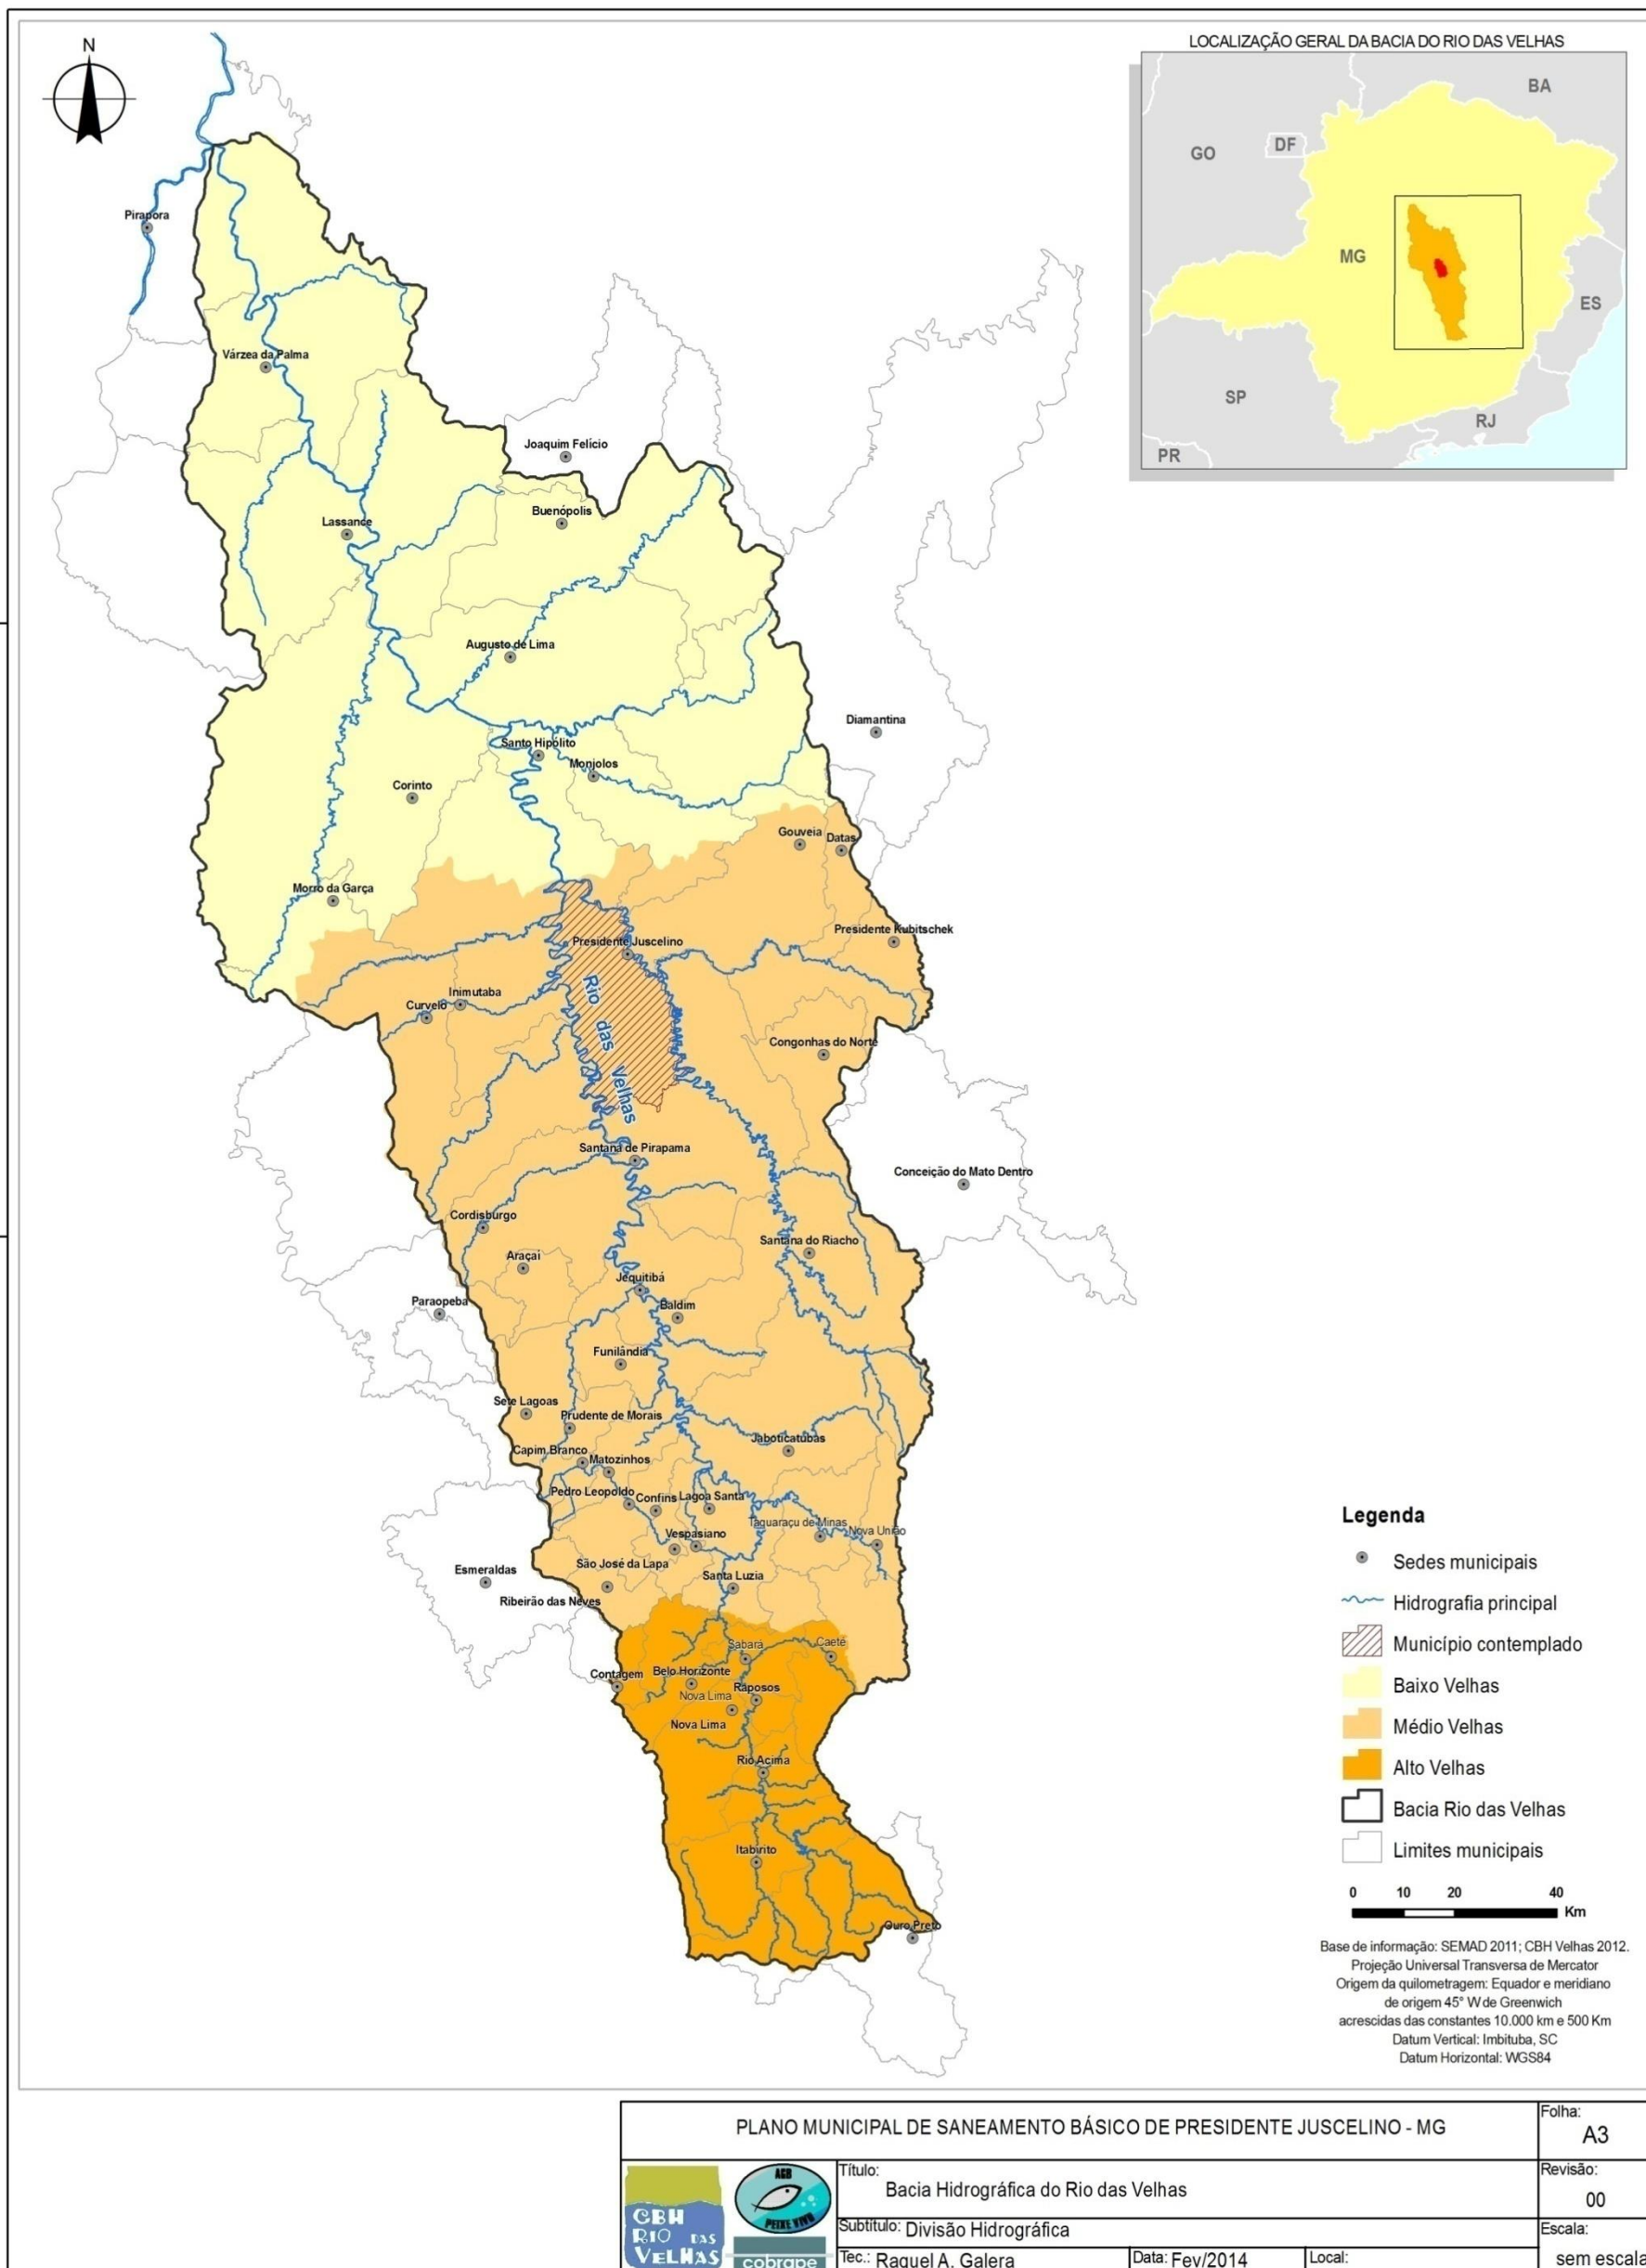 N
LOCALIZAÇÃO GERAL DA BACIA DO RIO DAS VELHAS
BA
GO
DF
MG
ES
SP
RJ
PR
Pirapora
Várzea da Palma
Joaquim Felício
Buenópolis
Lassance
Augusto de Lima
Diamantina
Santo Hipólito
Monjolos
Corinto
Gouveia
Datas
Morro da Garça
Presidente Kubitschek
Presidente Juscelino
Rio das Velhas
Inimutaba
Curvelo
Congonhas do Norte
Santana de Pirapama
Conceição do Mato Dentro
Cordisburgo
Santana do Riacho
Araçai
Jequitibá
Paraopeba
Baldim
Funilândia
Sete Lagoas
Prudente de Morais
Jaboticatubas
Capim Branco
Matozinhos
Pedro Leopoldo
Confins
Lagoa Santa
Taquaraçu de Minas
Nova União
Vespasiano
São José da Lapa
Esmeraldas
Santa Luzia
Ribeirão das Neves
Sabará
Caeté
Contagem
Belo Horizonte
Raposos
Nova Lima
Nova Lima
Rio Acima
Itabirito
Ouro Preto
Legenda
Sedes municipais
Hidrografia principal
Município contemplado
Baixo Velhas
Médio Velhas
Alto Velhas
Bacia Rio das Velhas
Limites municipais
0 10 20 40
Km
Base de informação: SEMAD 2011; CBH Velhas 2012.
Projeção Universal Transversa de Mercator
Origem da quilometragem: Equador e meridiano
de origem 45° W de Greenwich
acrescidas das constantes 10.000 km e 500 Km
Datum Vertical: Imbituba, SC
Datum Horizontal: WGS84
PLANO MUNICIPAL DE SANEAMENTO BÁSICO DE PRESIDENTE JUSCELINO - MG
Folha:
A3
CBH
RIO DAS
VELHAS
AGB
PEIXE VIVO
cobrape
Título:
Bacia Hidrográfica do Rio das Velhas
Revisão:
00
Subtítulo: Divisão Hidrográfica
Escala:
sem escala
Tec.: Raquel A. Galera
Data: Fev/2014
Local: